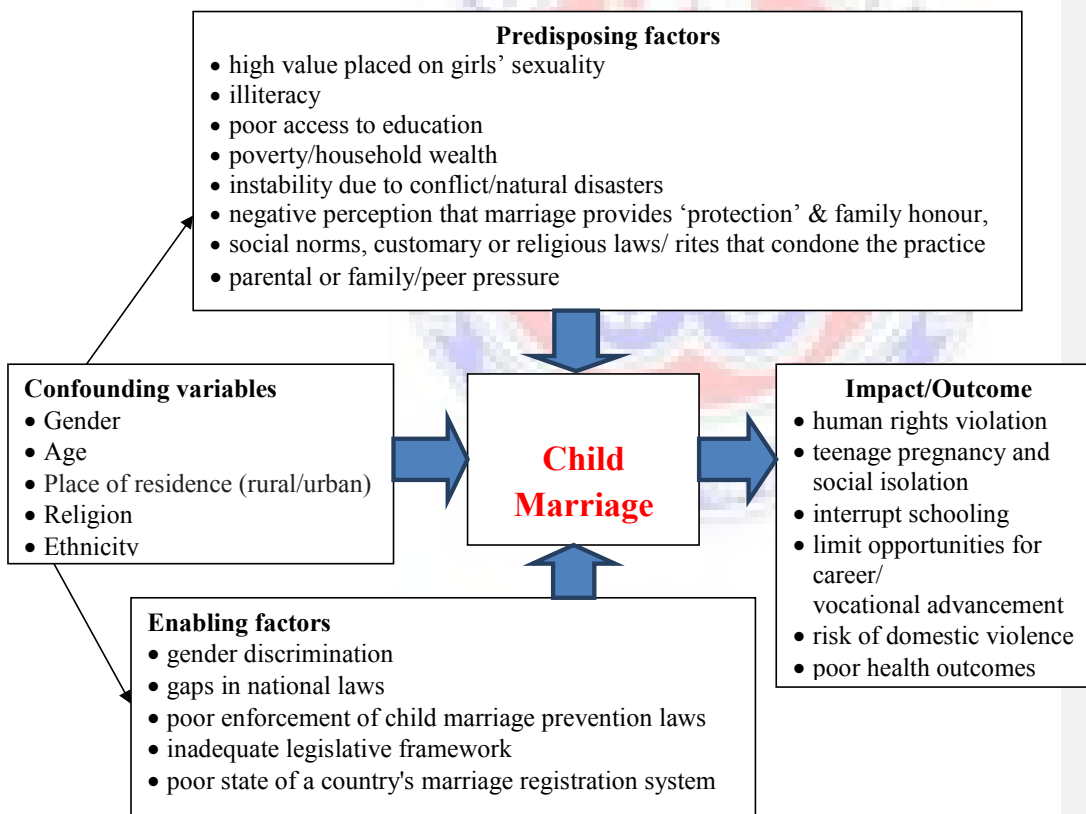 Predisposing factors
• high value placed on girls’ sexuality
• illiteracy
• poor access to education
• poverty/household wealth
• instability due to conflict/natural disasters
• negative perception that marriage provides ‘protection’ & family honour,
• social norms, customary or religious laws/ rites that condone the practice
• parental or family/peer pressure
Confounding variables
• Gender
• Age
• Place of residence (rural/urban)
• Religion
• Ethnicity
Child
Marriage
Impact/Outcome
• human rights violation
• teenage pregnancy and
social isolation
• interrupt schooling
• limit opportunities for
career/
vocational advancement
• risk of domestic violence
• poor health outcomes
Enabling factors
• gender discrimination
• gaps in national laws
• poor enforcement of child marriage prevention laws
• inadequate legislative framework
• poor state of a country's marriage registration system